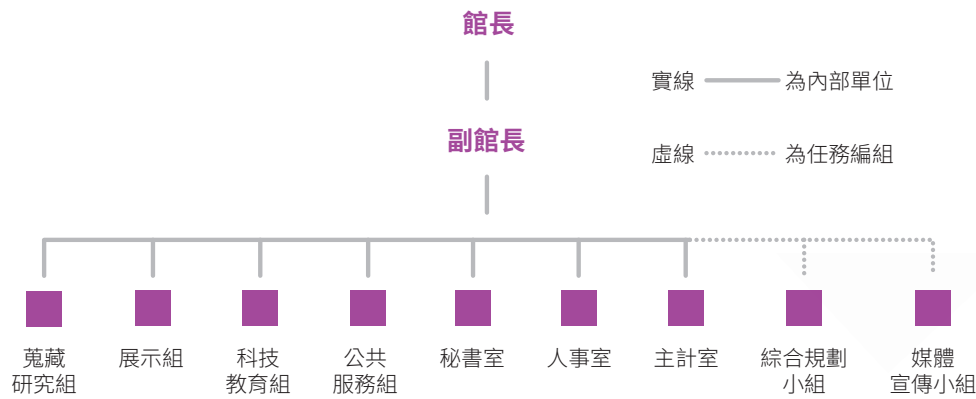 館長
實線
為內部單位
副館長
虛線
為任務編組
蒐藏
研究組
展示組
科技
教育組
公共
服務組
秘書室
人事室
主計室
綜合規劃
小組
媒體
宣傳小組